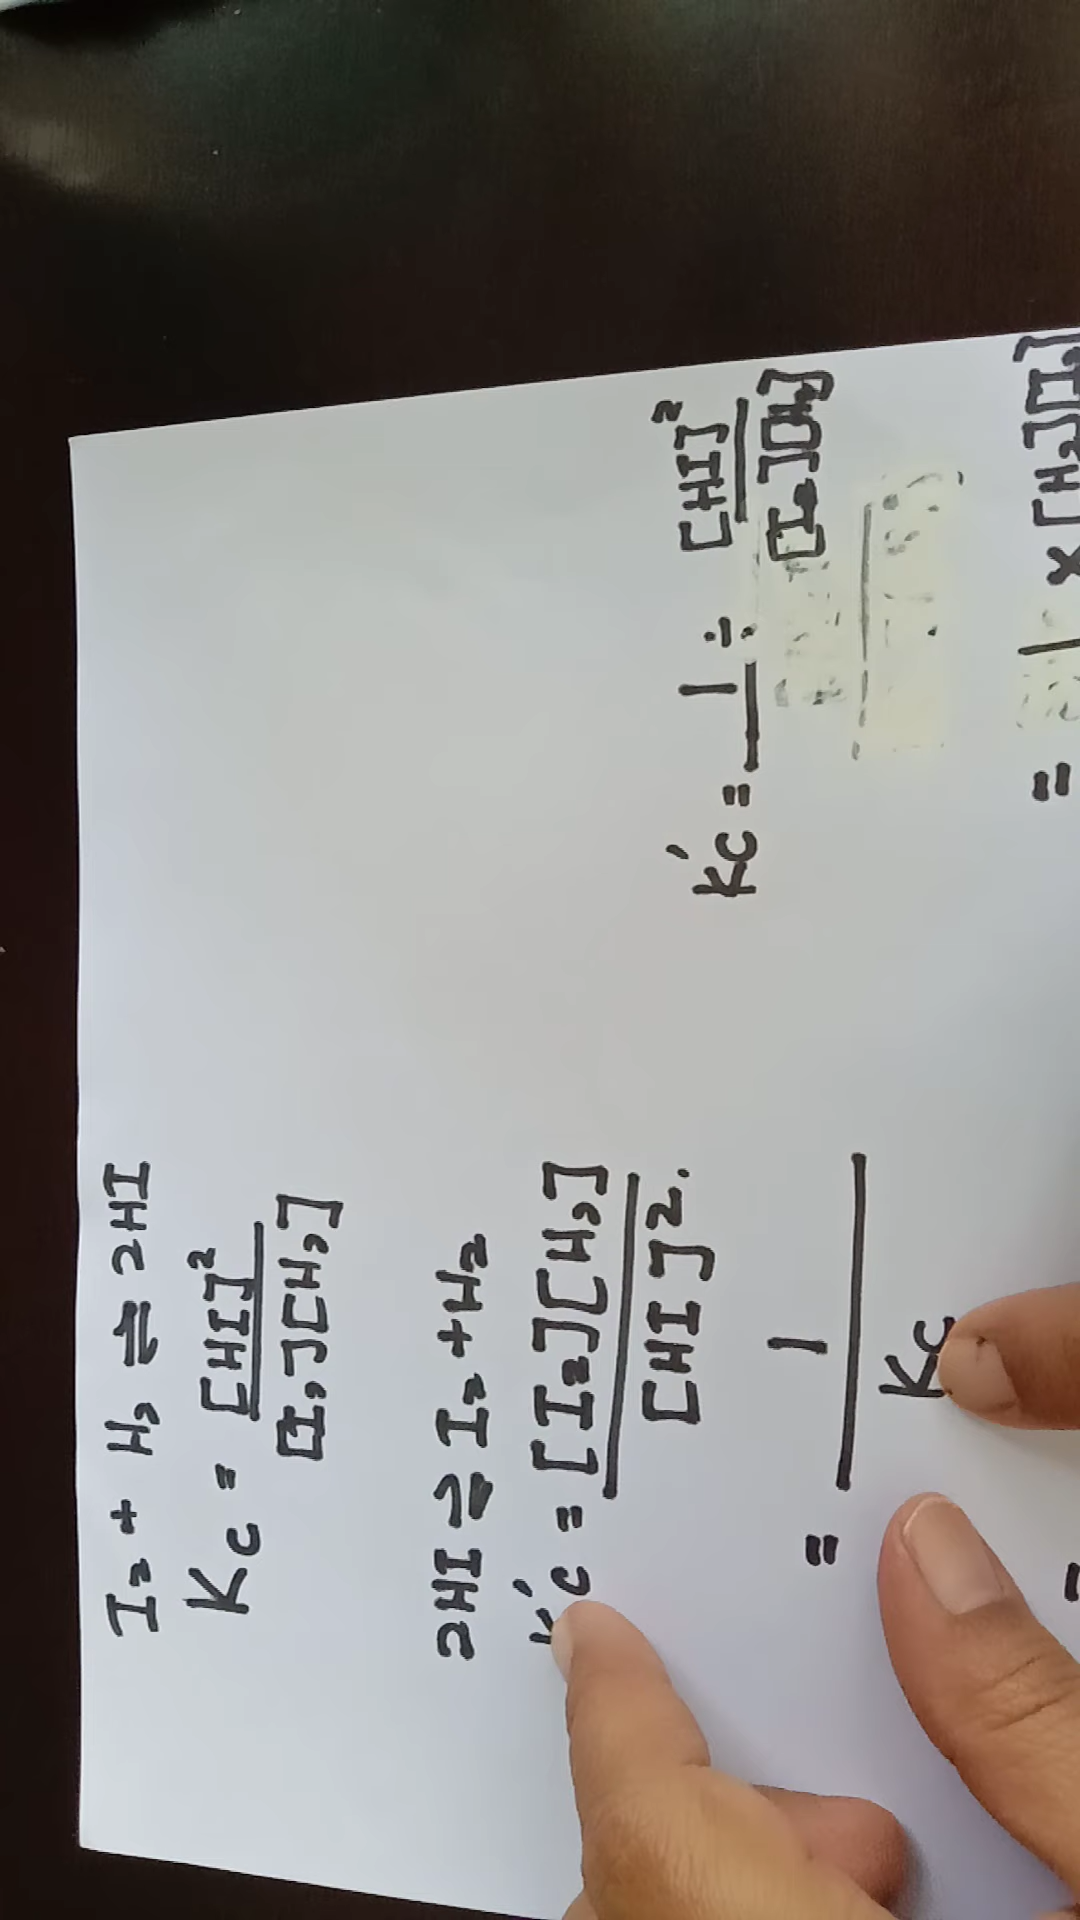 I₂ + H₂ ⇌ 2HI
Kc = [HI]²
[I₂][H₂]
2HI ⇌ I₂ + H₂
K'c = [I₂][H₂]
[HI]².
= 1
Kc
K'c = 1 ÷ [HI]²
[I₂][H₂]
= 1 × [H₂][I₂]